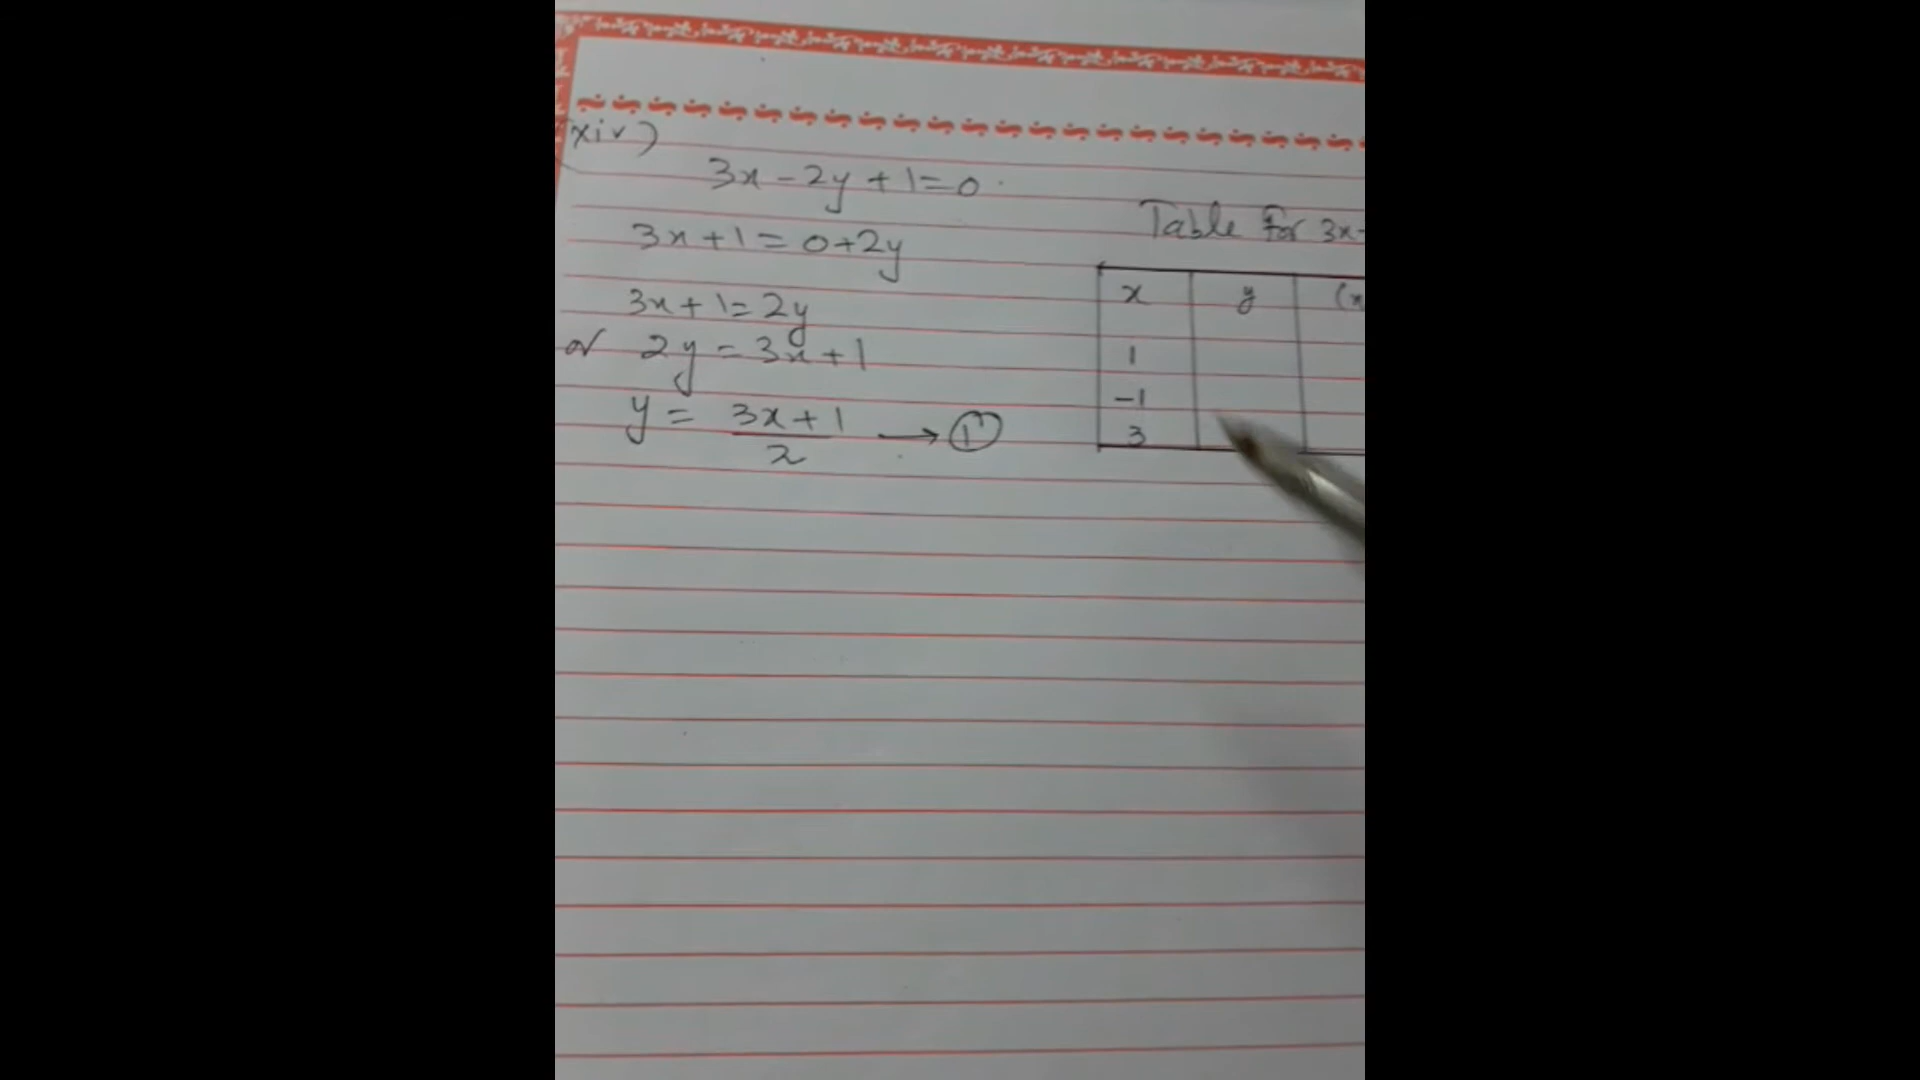 (xiv)
3x - 2y + 1 = 0
3x + 1 = 0 + 2y
3x + 1 = 2y
or 2y = 3x + 1
y = 3x + 1 / 2 →
Table for 3x-
x y (x
1
-1
3